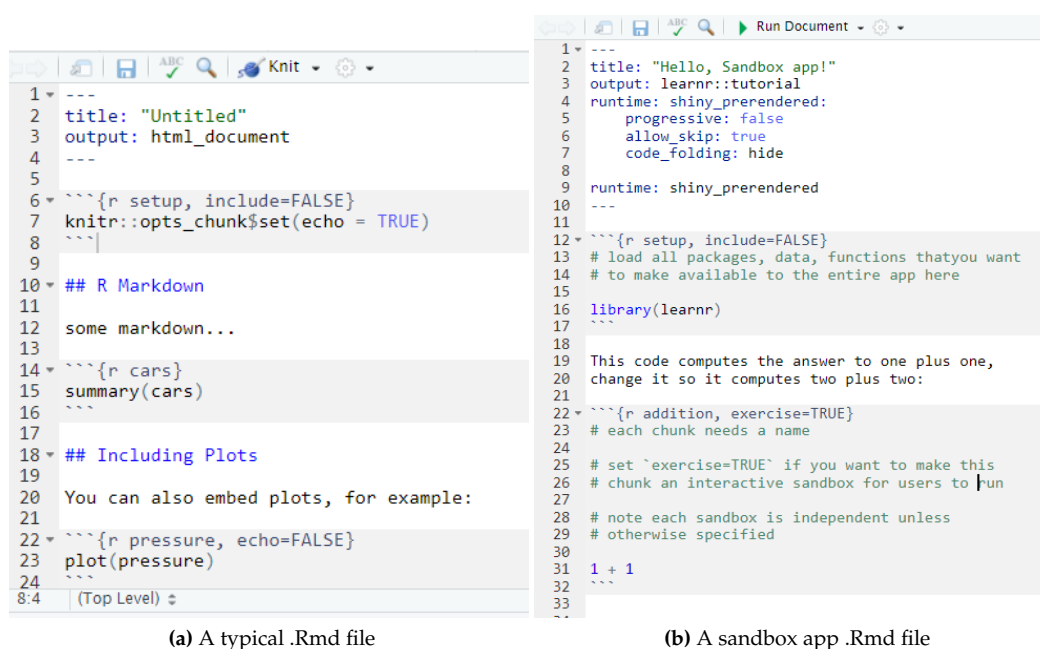 Knit
1 ---
2 title: "Untitled"
3 output: html_document
4 ---
5
6 ```{r setup, include=FALSE}
7 knitr::opts_chunk$set(echo = TRUE)
8 ```
9
10 ## R Markdown
11
12 some markdown...
13
14 ```{r cars}
15 summary(cars)
16 ```
17
18 ## Including Plots
19
20 You can also embed plots, for example:
21
22 ```{r pressure, echo=FALSE}
23 plot(pressure)
24 ```
8:4 (Top Level)
(a) A typical .Rmd file
ABC Run Document
1 ---
2 title: "Hello, Sandbox app!"
3 output: learnr::tutorial
4 runtime: shiny_prerendered:
5 progressive: false
6 allow_skip: true
7 code_folding: hide
8
9 runtime: shiny_prerendered
10 ---
11
12 ```{r setup, include=FALSE}
13 # load all packages, data, functions thatyou want
14 # to make available to the entire app here
15
16 library(learnr)
17 ```
18
19 This code computes the answer to one plus one,
20 change it so it computes two plus two:
21
22 ```{r addition, exercise=TRUE}
23 # each chunk needs a name
24
25 # set `exercise=TRUE` if you want to make this
26 # chunk an interactive sandbox for users to run
27
28 # note each sandbox is independent unless
29 # otherwise specified
30
31 1 + 1
32 ```
33
(b) A sandbox app .Rmd file